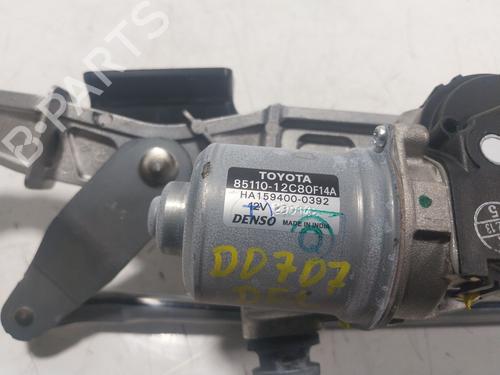 B-PARTS
TOYOTA
85110-12C80F14A
HA159400-0392
12V
DENSO MADE IN INDIA
DD707